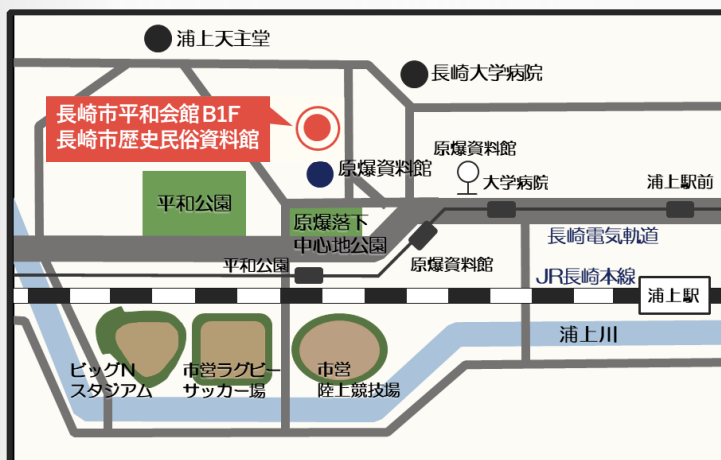 浦上天主堂
長崎大学病院
長崎市平和会館 B1F
長崎市歴史民俗資料館
原爆資料館
原爆資料館
大学病院
浦上駅前
平和公園
原爆落下
中心地公園
長崎電気軌道
平和公園
原爆資料館
JR長崎本線
浦上駅
浦上川
ビッグN
スタジアム
市営ラグビー
サッカー場
市営
陸上競技場